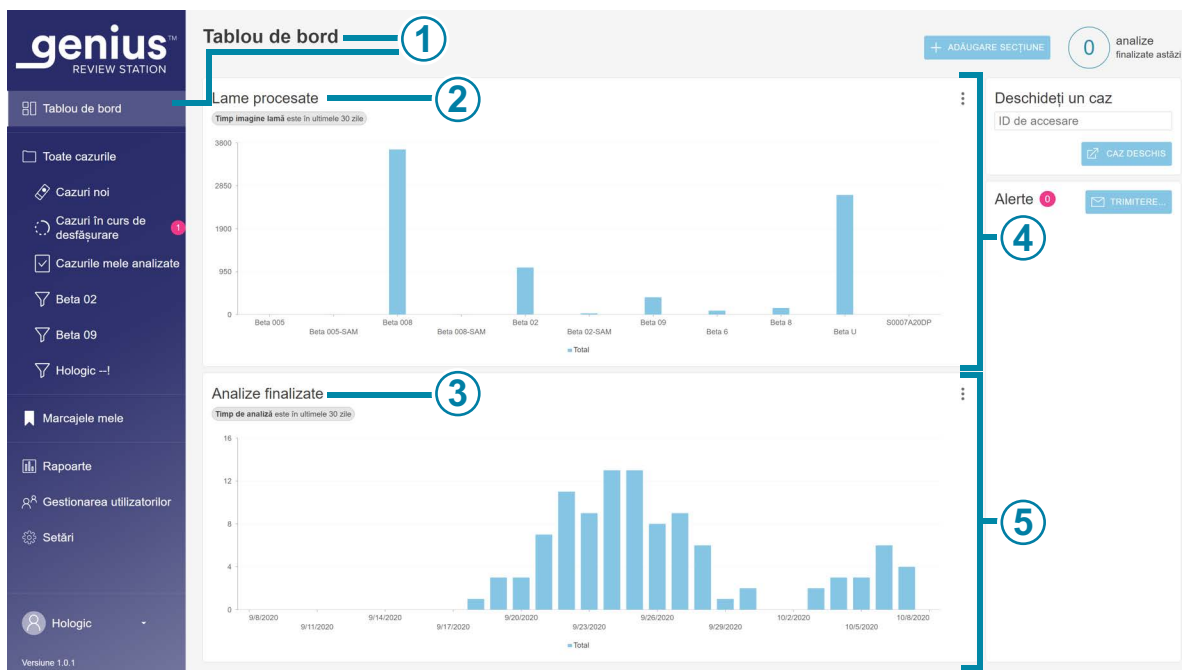 genius™
REVIEW STATION
Tablou de bord
Toate cazurile
Cazuri noi
Cazuri în curs de
desfășurare
1
Cazurile mele analizate
Beta 02
Beta 09
Hologic --!
Marcajele mele
Rapoarte
Gestionarea utilizatorilor
Setări
Hologic
Versiune 1.0.1
Tablou de bord
1
+ ADĂUGARE SECȚIUNE
0
analize
finalizate astăzi
Lame procesate
2
Timp imagine lamă este în ultimele 30 zile
3800
2850
1900
950
0
Beta 005
Beta 005-SAM
Beta 008
Beta 008-SAM
Beta 02
Beta 02-SAM
Beta 09
Beta 6
Beta 8
Beta U
S0007A20DP
Total
4
Deschideți un caz
ID de accesare
CAZ DESCHIS
Alerte 0
TRIMITERE...
Analize finalizate
3
Timp de analiză este în ultimele 30 zile
16
12
8
4
0
9/8/2020
9/11/2020
9/14/2020
9/17/2020
9/20/2020
9/23/2020
9/26/2020
9/29/2020
10/2/2020
10/5/2020
10/8/2020
Total
5